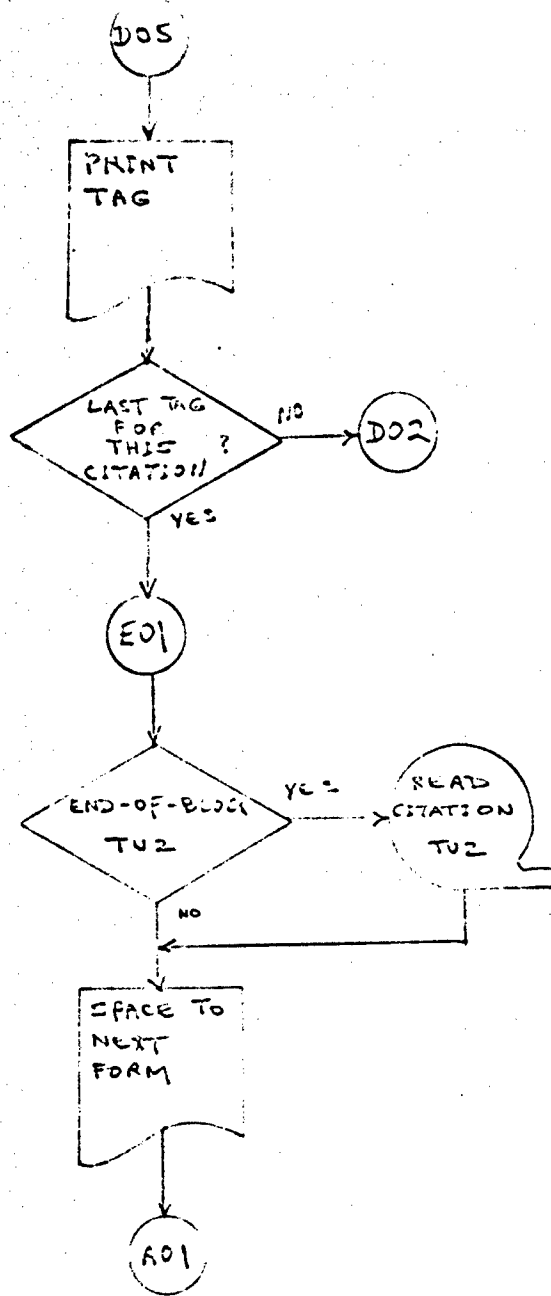 D05
PRINT
TAG
LAST TAG
FOR
THIS ?
CITATION
NO
D02
YES
E01
END-OF-BLOCK
TU2
YES
READ
CITATION
TU2
NO
SPACE TO
NEXT
FORM
A01